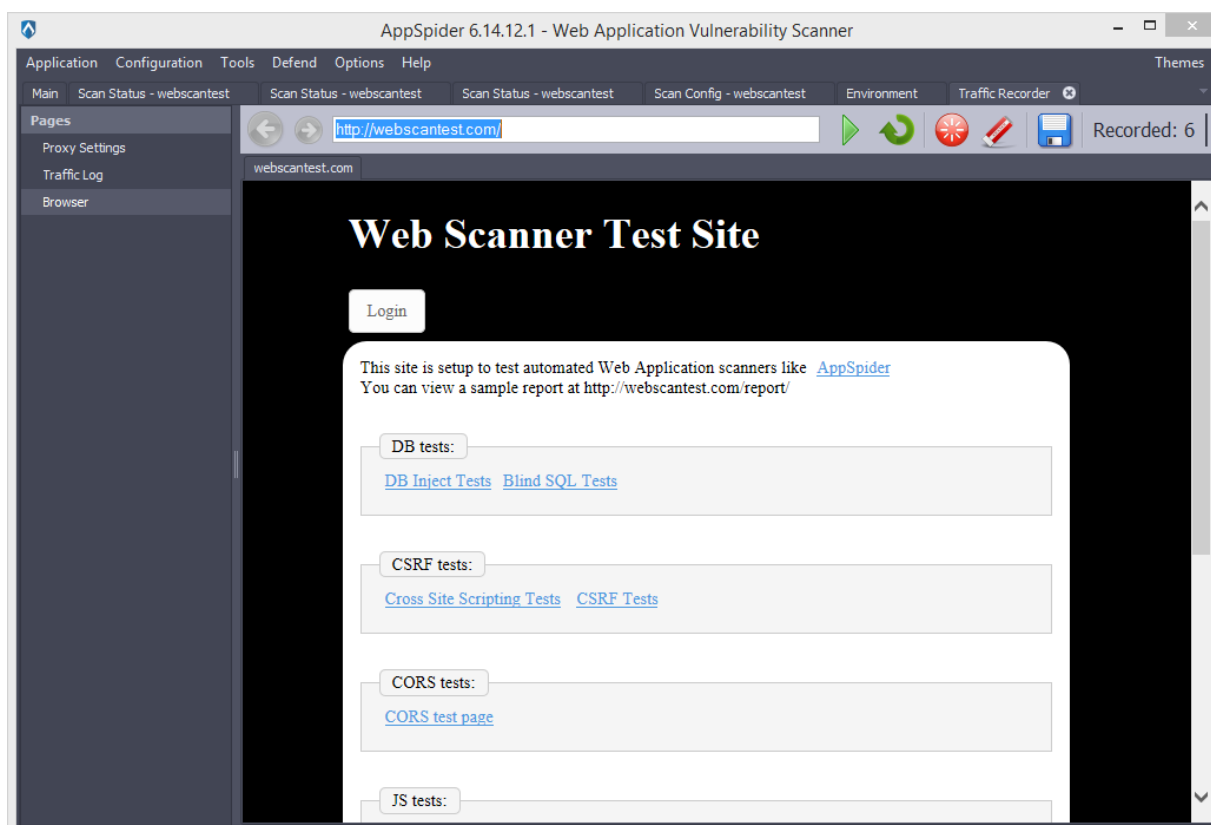 AppSpider 6.14.12.1 - Web Application Vulnerability Scanner
Application Configuration Tools Defend Options Help Themes
Main Scan Status - webscantest Scan Status - webscantest Scan Status - webscantest Scan Config - webscantest Environment Traffic Recorder
Pages
http://webscantest.com/ Recorded: 6
Proxy Settings
webscantest.com
Traffic Log
Browser
Web Scanner Test Site
Login
This site is setup to test automated Web Application scanners like AppSpider
You can view a sample report at http://webscantest.com/report/
DB tests:
DB Inject Tests Blind SQL Tests
CSRF tests:
Cross Site Scripting Tests CSRF Tests
CORS tests:
CORS test page
JS tests: